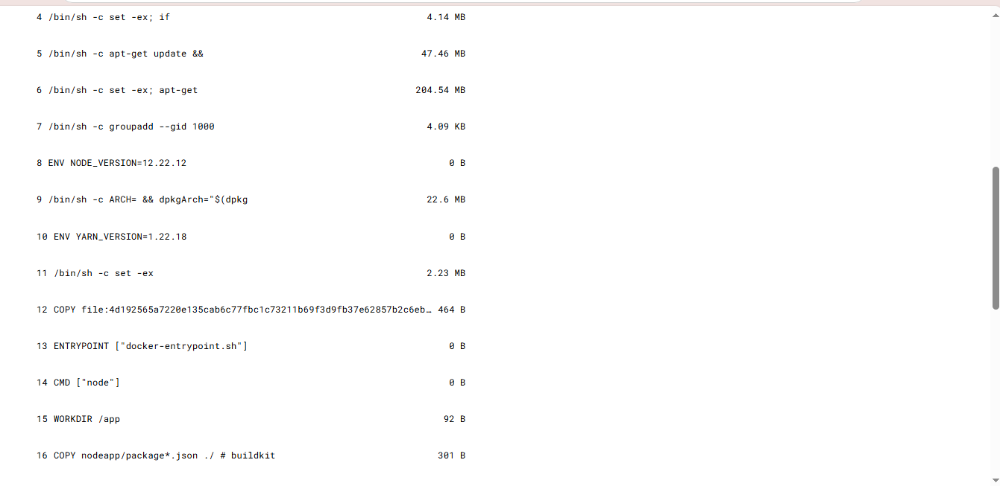 4 /bin/sh -c set -ex; if 4.14 MB
5 /bin/sh -c apt-get update && 47.46 MB
6 /bin/sh -c set -ex; apt-get 204.54 MB
7 /bin/sh -c groupadd --gid 1000 4.09 KB
8 ENV NODE_VERSION=12.22.12 0 B
9 /bin/sh -c ARCH= && dpkgArch="$(dpkg 22.6 MB
10 ENV YARN_VERSION=1.22.18 0 B
11 /bin/sh -c set -ex 2.23 MB
12 COPY file:4d192565a7220e135cab6c77fbc1c73211b69f3d9fb37e62857b2c6eb… 464 B
13 ENTRYPOINT ["docker-entrypoint.sh"] 0 B
14 CMD ["node"] 0 B
15 WORKDIR /app 92 B
16 COPY nodeapp/package*.json ./ # buildkit 301 B